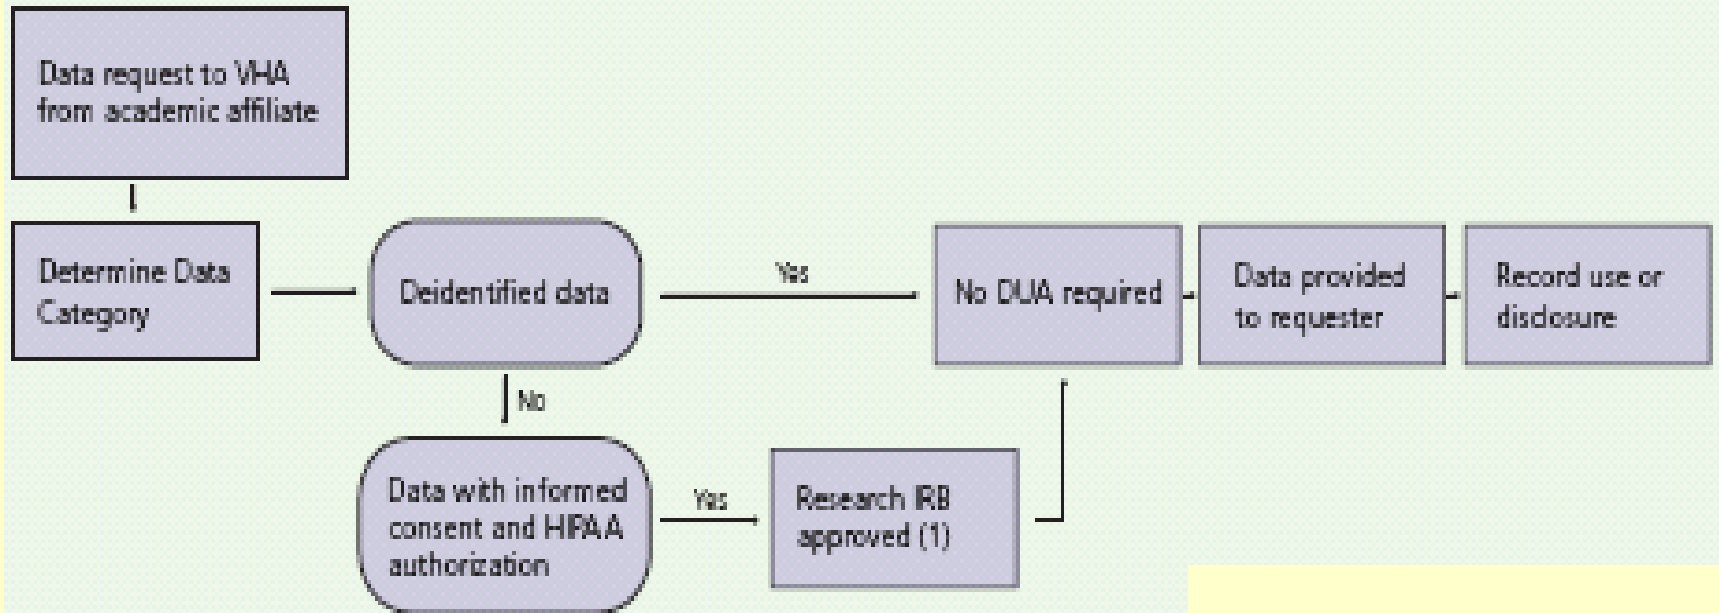 Data request to VHA
from academic affiliate
Determine Data
Category
Deidentified data
Yes
No DUA required
Data provided
to requester
Record use or
disclosure
No
Data with informed
consent and HIPAA
authorization
Yes
Research IRB
approved (1)